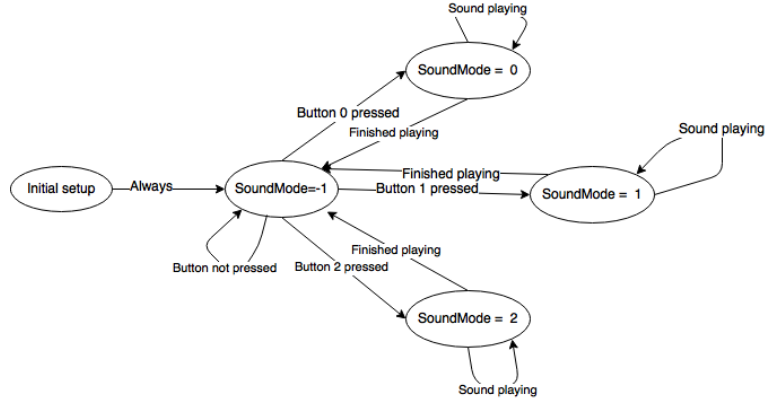 Sound playing
SoundMode = 0
Button 0 pressed
Finished playing
Sound playing
Finished playing
Initial setup
Always
SoundMode=-1
Button 1 pressed
SoundMode = 1
Finished playing
Button not pressed
Button 2 pressed
SoundMode = 2
Sound playing